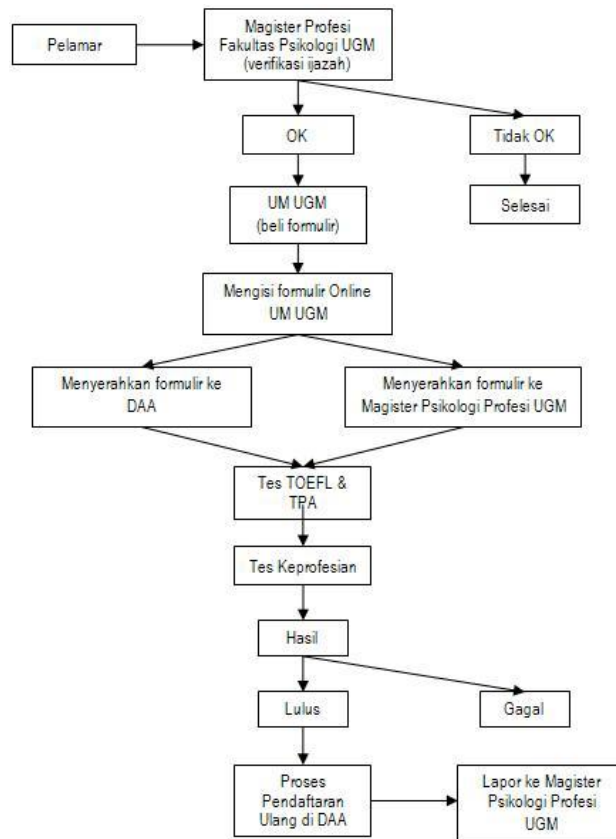 Pelamar
Magister Profesi
Fakultas Psikologi UGM
(verifikasi ijazah)
OK
Tidak OK
UM UGM
(beli formulir)
Selesai
Mengisi formulir Online
UM UGM
Menyerahkan formulir ke
DAA
Menyerahkan formulir ke
Magister Psikologi Profesi UGM
Tes TOEFL &
TPA
Tes Keprofesian
Hasil
Lulus
Gagal
Proses
Pendaftaran
Ulang di DAA
Lapor ke Magister
Psikologi Profesi
UGM